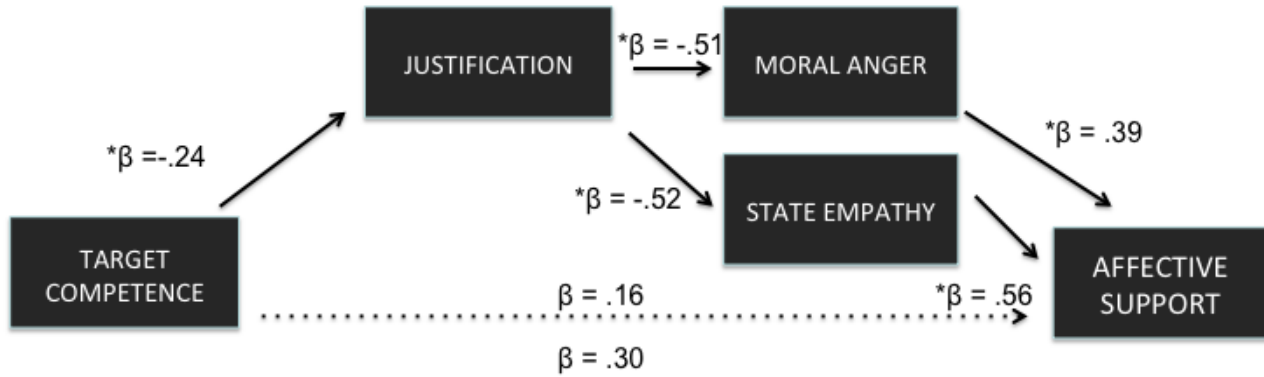 JUSTIFICATION
*β = -.51
MORAL ANGER
*β =-.24
*β = .39
*β = -.52
STATE EMPATHY
TARGET
COMPETENCE
AFFECTIVE
SUPPORT
β = .16
*β = .56
β = .30